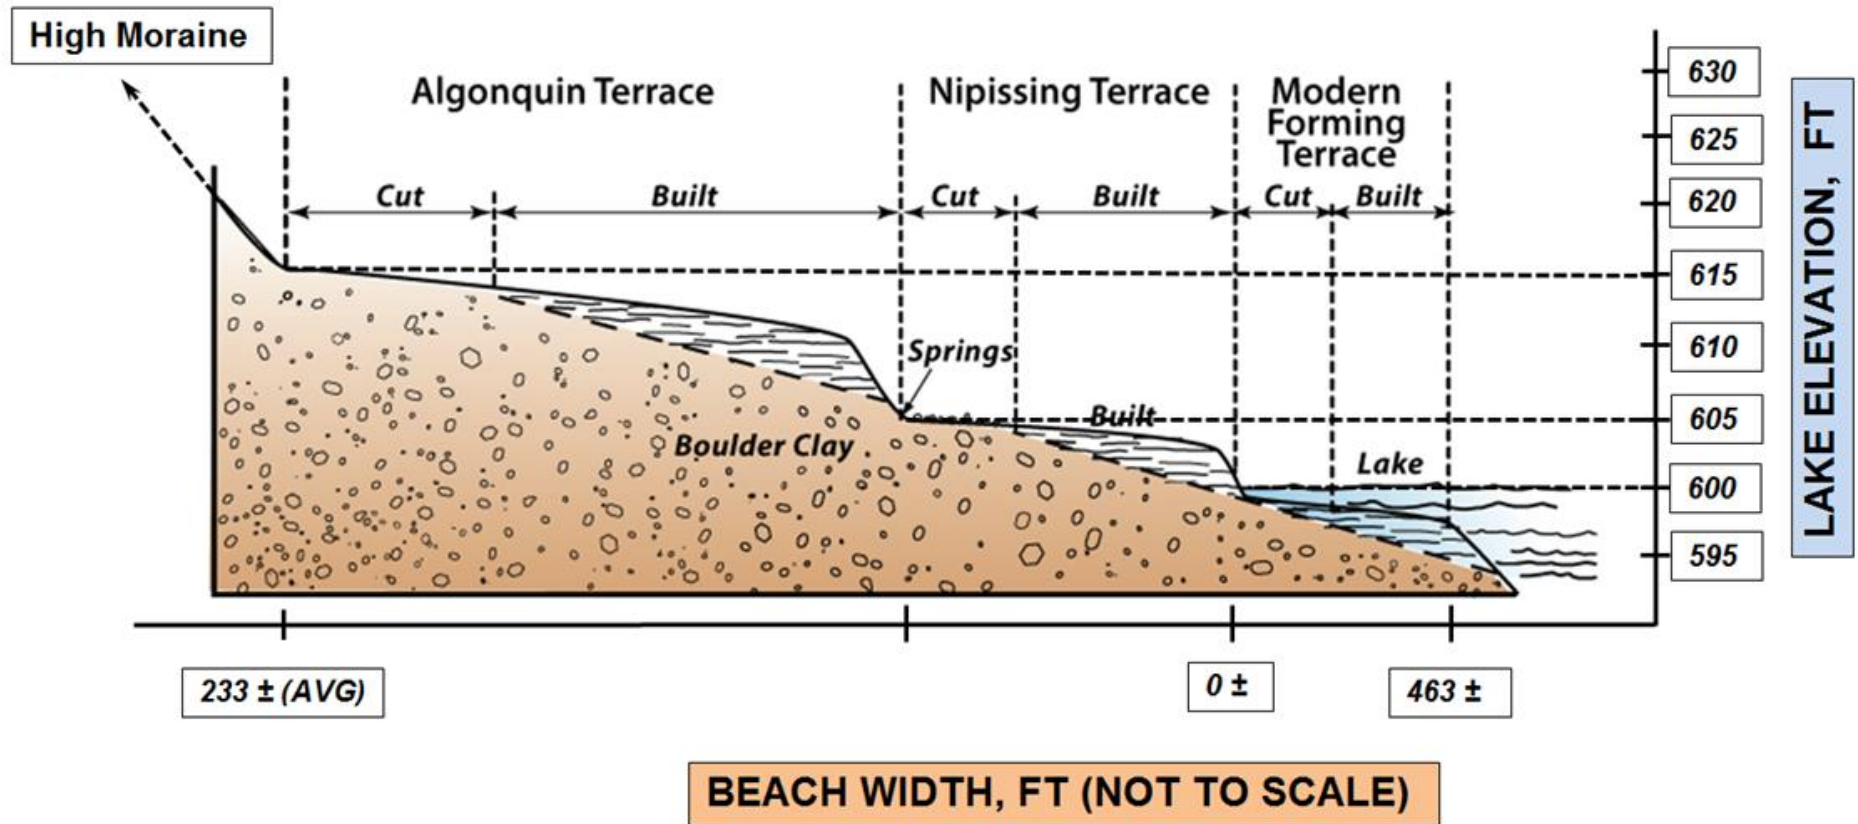 High Moraine
Algonquin Terrace
Nipissing Terrace
Modern
Forming
Terrace
Cut
Built
Cut
Built
Cut
Built
630
625
620
615
610
605
600
595
LAKE ELEVATION, FT
Springs
Built
Boulder Clay
Lake
233 ± (AVG)
0 ±
463 ±
BEACH WIDTH, FT (NOT TO SCALE)